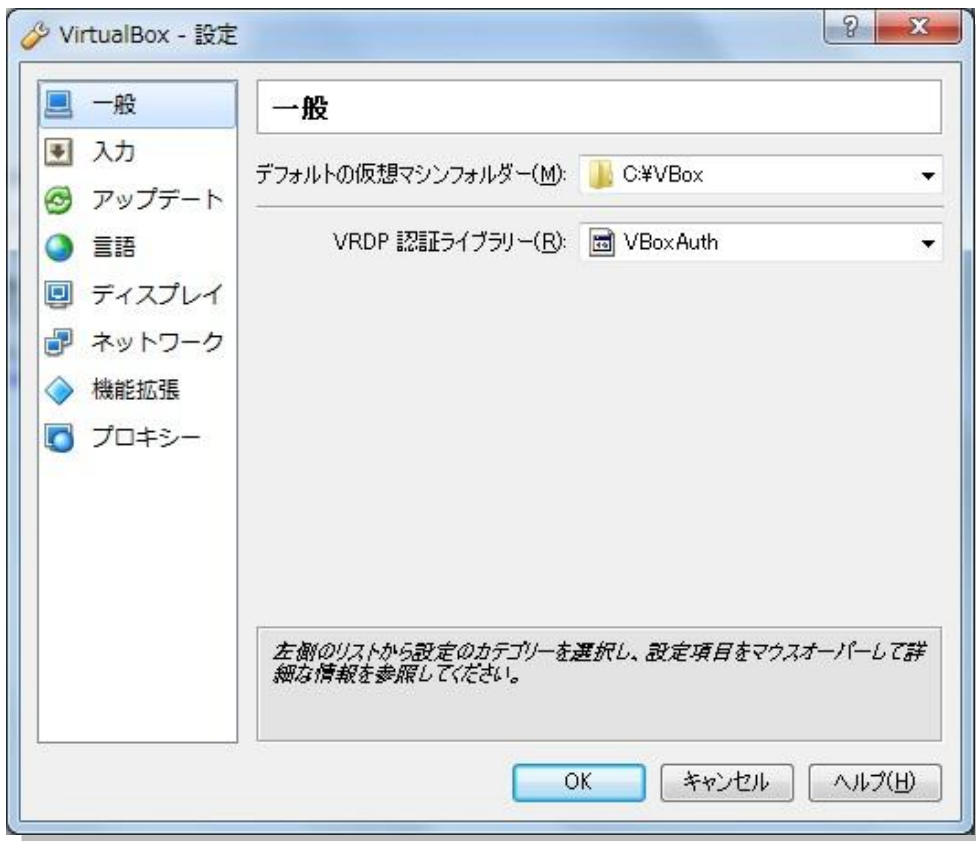 VirtualBox - 設定
一般
入力
アップデート
言語
ディスプレイ
ネットワーク
機能拡張
プロキシー
一般
デフォルトの仮想マシンフォルダー(M): C:¥VBox
VRDP 認証ライブラリー(R): VBoxAuth
左側のリストから設定のカテゴリーを選択し、設定項目をマウスオーバーして詳
細な情報を参照してください。
OK キャンセル ヘルプ(H)